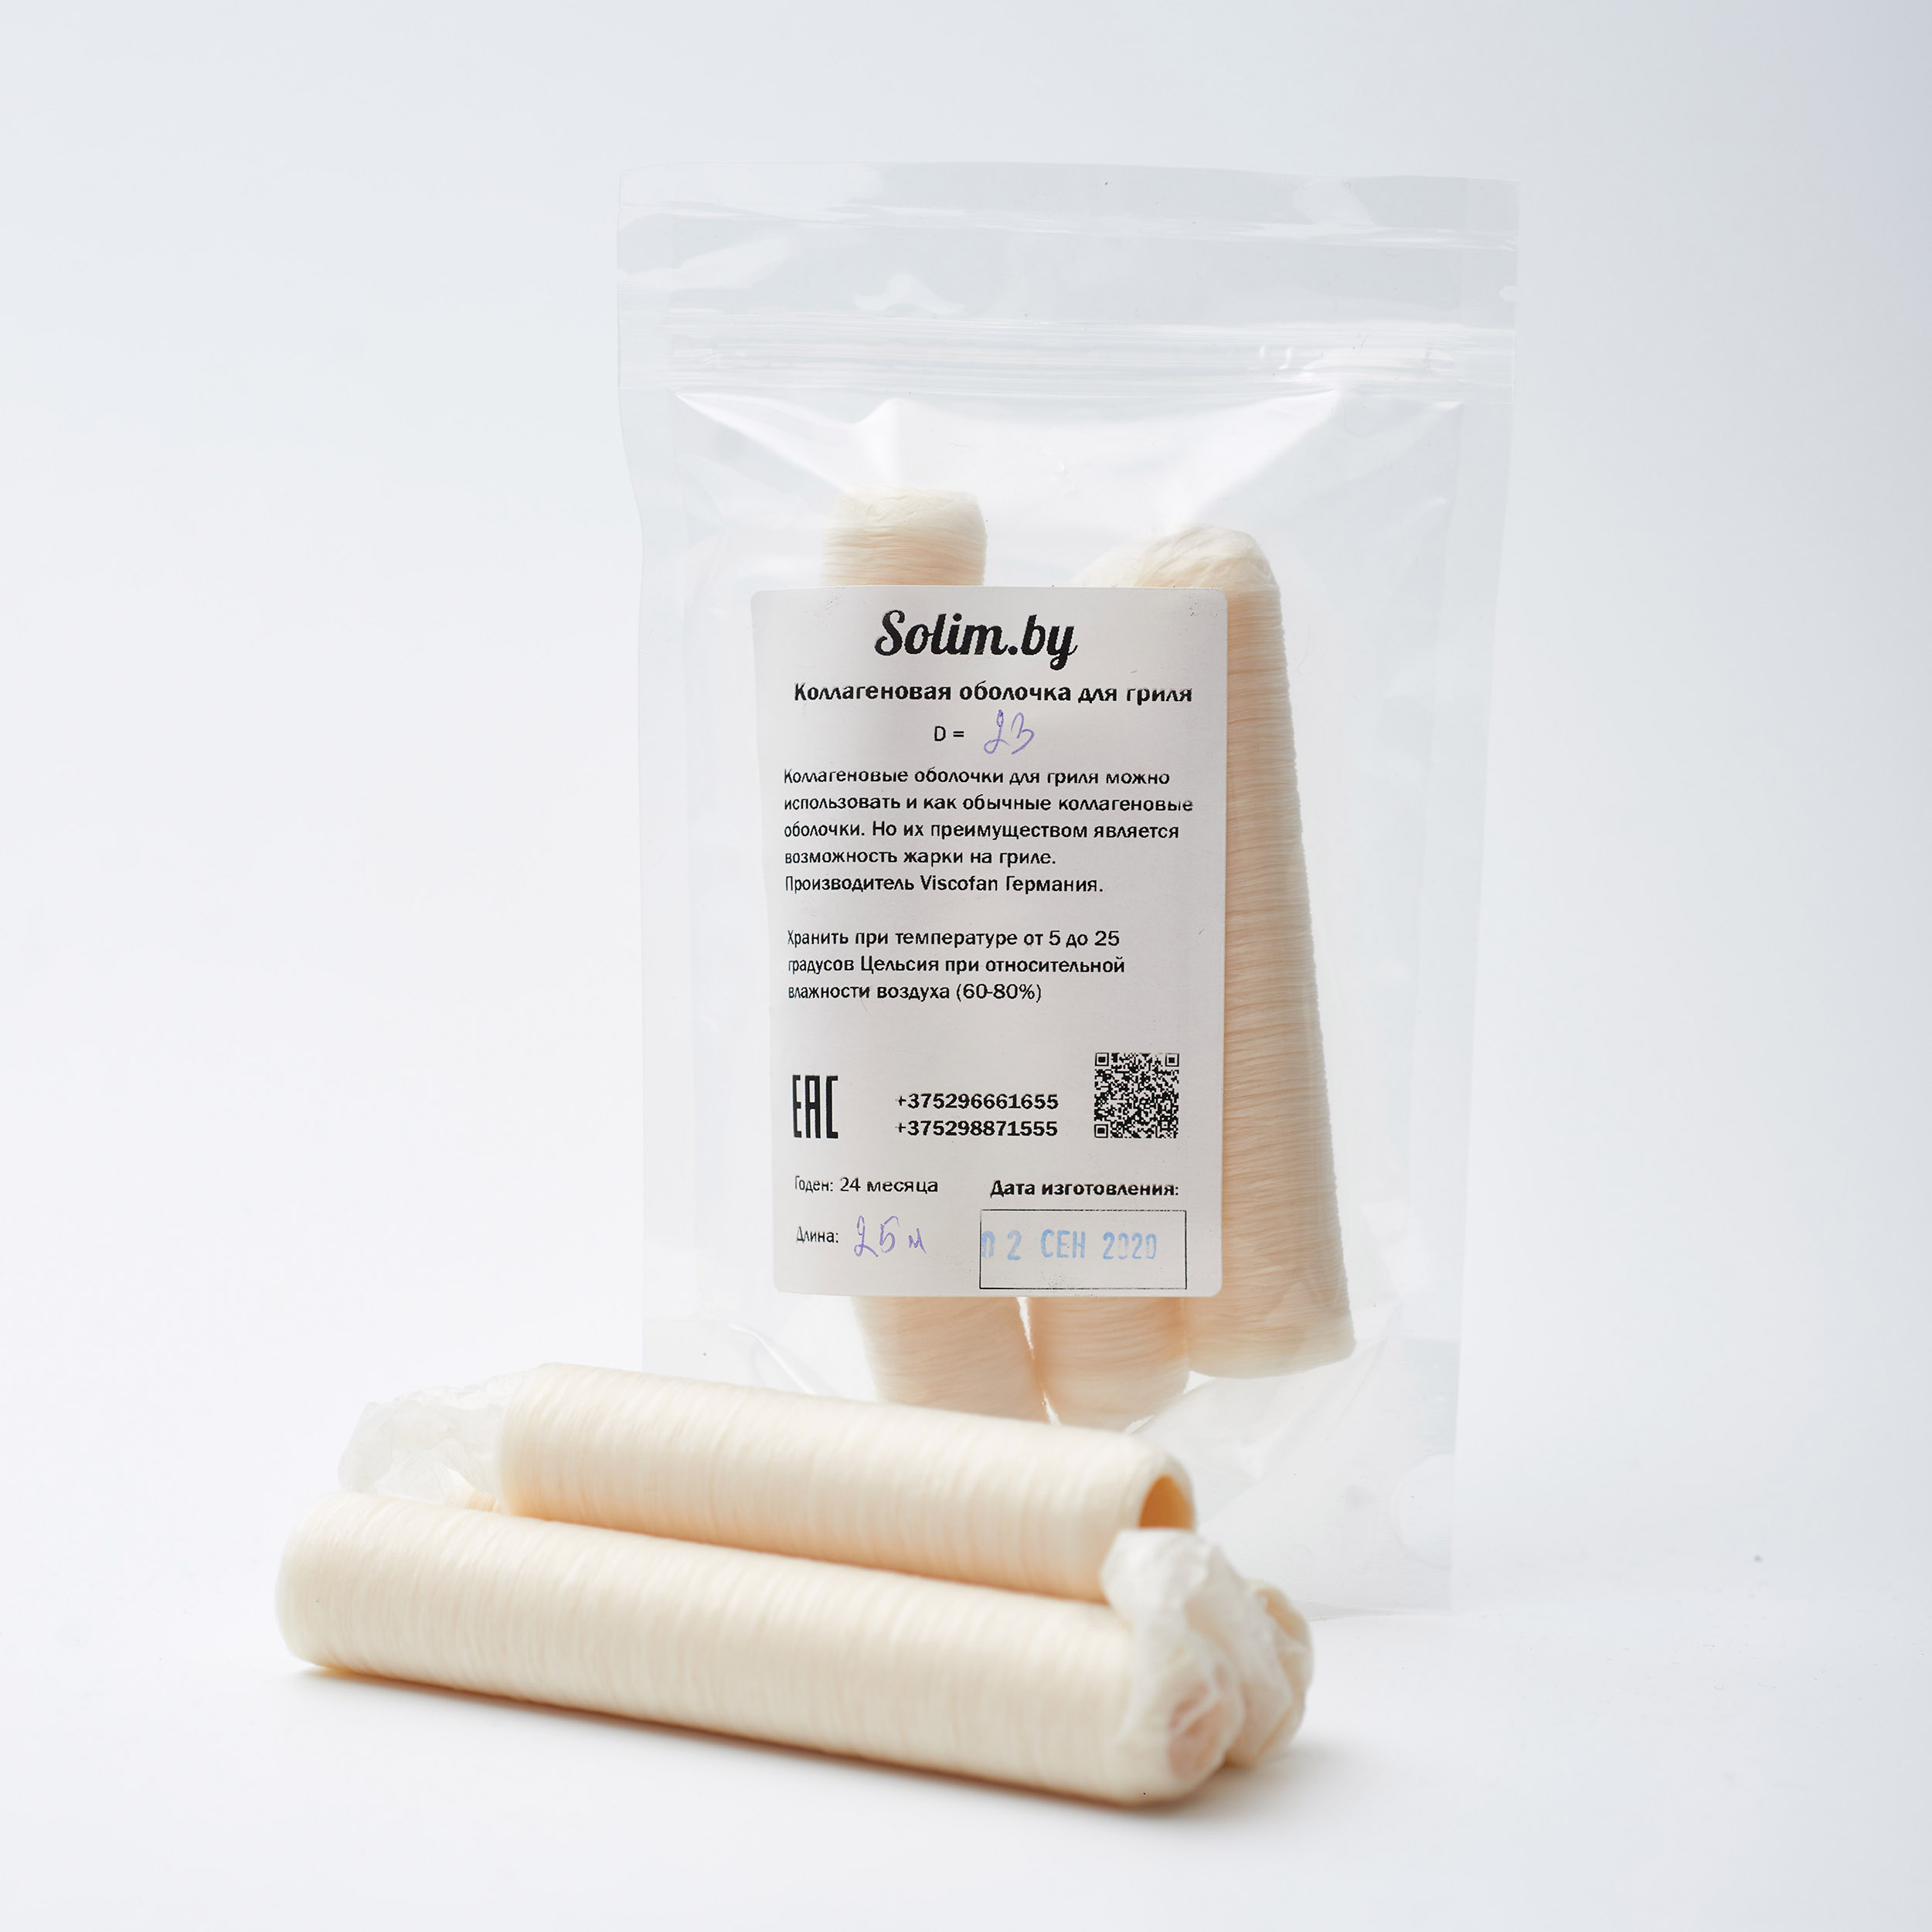 Solim.by
Коллагеновая оболочка для гриля
D = 23
Коллагеновые оболочки для гриля можно
использовать и как обычные коллагеновые
оболочки. Но их преимуществом является
возможность жарки на гриле.
Производитель Viscofan Германия.
Хранить при температуре от 5 до 25
градусов Цельсия при относительной
влажности воздуха (60-80%)
EAC
+375296661655
+375298871555
Годен: 24 месяца
Дата изготовления:
Длина: 25 м
02 СЕН 2020